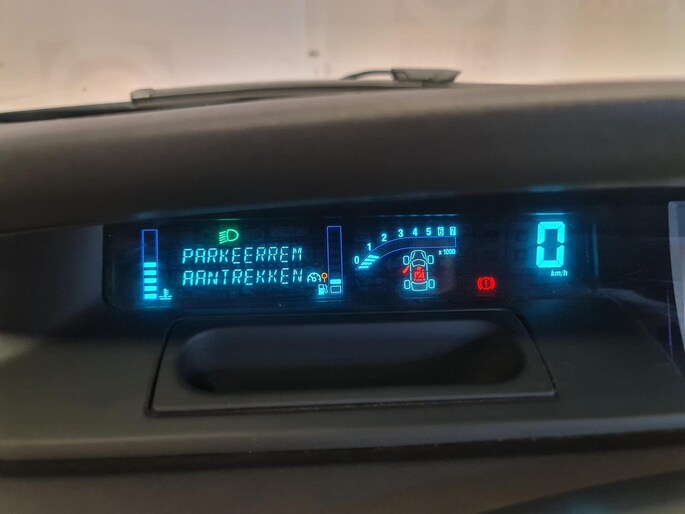 PARKEERREM
AANTREKKEN
0 1 2 3 4 5 6 7
x 1000
0
km/h